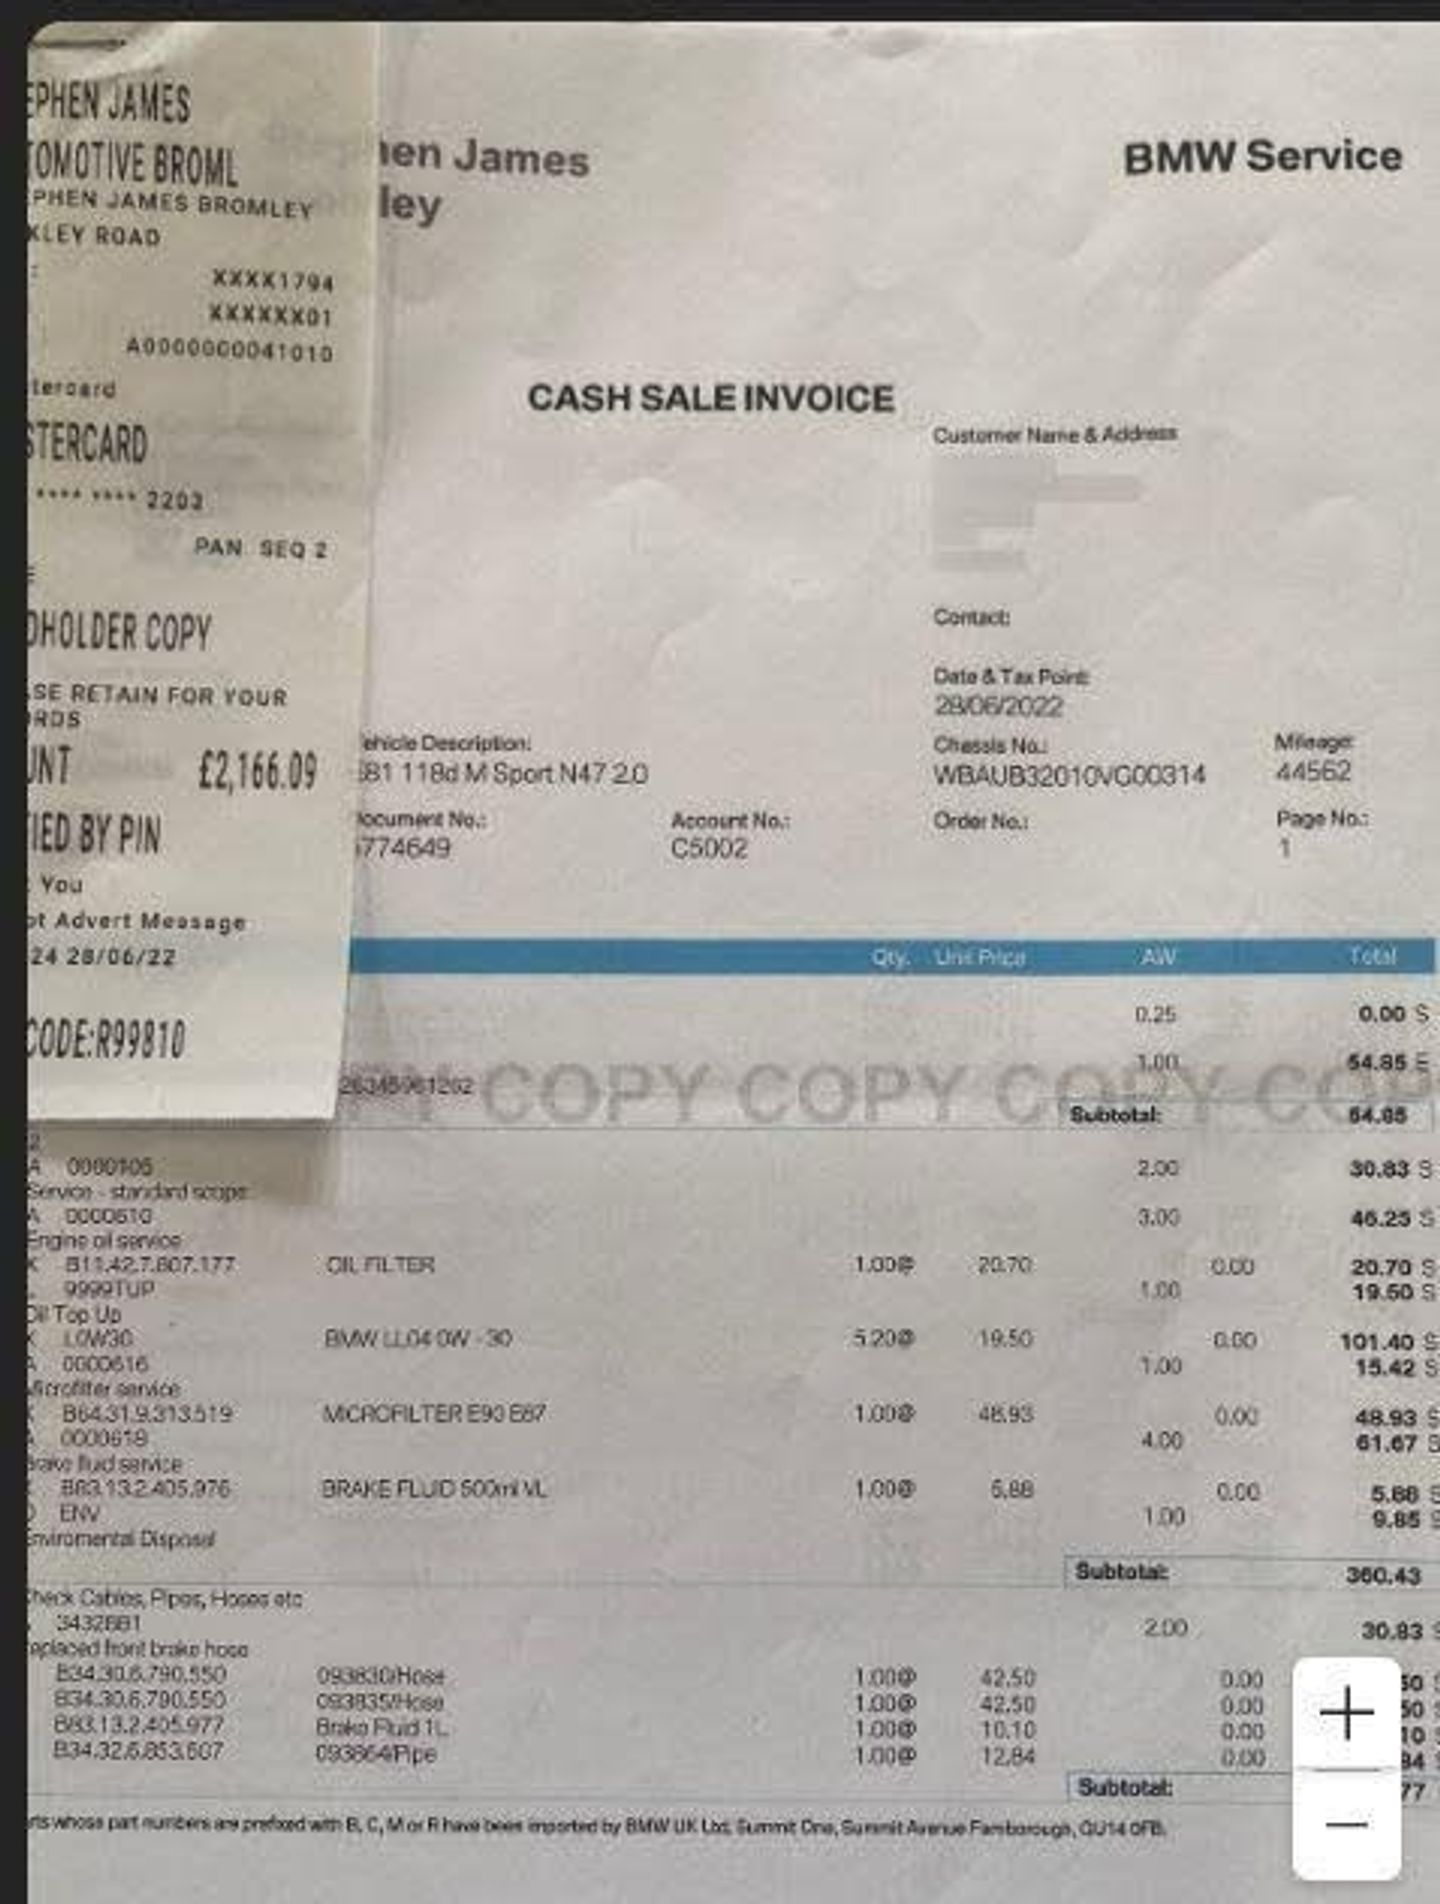 EPHEN JAMES
TOMOTIVE BROML
EPHEN JAMES BROMLEY
KLEY ROAD
XXXX1794
XXXXXX01
A0000000041010
tercard
STERCARD
**** **** 2203
PAN SEQ 2
DHOLDER COPY
ASE RETAIN FOR YOUR
ORDS
UNT £2,166.09
FIED BY PIN
You
ot Advert Message
24 28/06/22
CODE:R99810
hen James
ley
BMW Service
CASH SALE INVOICE
Customer Name & Address
Contact:
Date & Tax Point:
28/06/2022
ehicle Description: Chassis No.: Mileage:
81 118d M Sport N47 2.0 WBAUB32010VG00314 44562
ocument No.: Account No.: Order No.: Page No.:
774649 C5002 1
Qty. Unit Price AW Total
0.25 0.00 S
1.00 54.85 E
26345961262
COPY COPY COPY COP
Subtotal: 54.85
2
A 0000105 2.00 30.83 S
Service - standard scope
A 0000610 3.00 46.25 S
Engine oil service
X B11.42.7.807.177 OIL FILTER 1.00@ 20.70 0.00 20.70 S
9999TUP 1.00 19.50 S
Oil Top Up
X L0W30 BMW LL04 0W - 30 5.20@ 19.50 0.00 101.40 S
A 0000616 1.00 15.42 S
Microfilter service
X B64.31.9.313.519 MICROFILTER E90 E87 1.00@ 48.93 0.00 48.93 S
A 0000618 4.00 61.67 S
Brake fluid service
B83.13.2.405.976 BRAKE FLUID 500ml VL 1.00@ 5.88 0.00 5.88 S
ENV 1.00 9.85 S
Enviromental Disposal
Subtotal: 360.43
Check Cables, Pipes, Hoses etc
3432881 2.00 30.83 S
eplaced front brake hose
B34.30.6.790.550 093830/Hose 1.00@ 42.50 0.00 50
B34.30.6.790.550 093835/Hose 1.00@ 42.50 0.00 50
B83.13.2.405.977 Brake Fluid 1L 1.00@ 10.10 0.00 10
B34.32.6.853.607 093864/Pipe 1.00@ 12.84 0.00 84
Subtotal: 77
rts whose part numbers are prefixed with B, C, M or R have been imported by BMW UK Ltd, Summit One, Summit Avenue Farnborough, GU14 0FB.